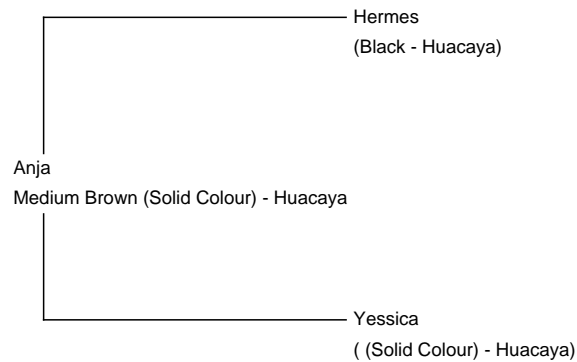 Hermes
(Black - Huacaya)
Anja
Medium Brown (Solid Colour) - Huacaya
Yessica
( (Solid Colour) - Huacaya)